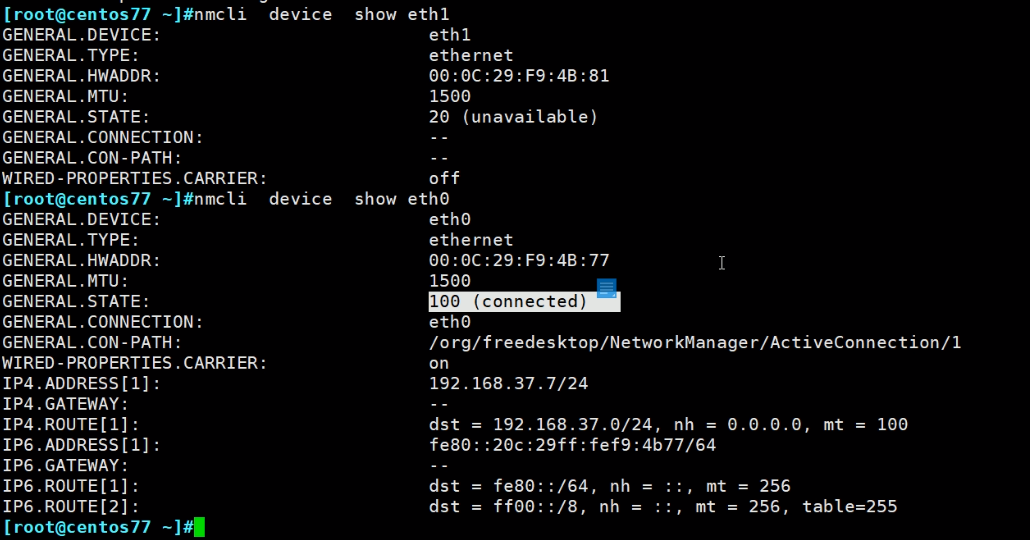 [root@centos77 ~]#nmcli  device  show eth1
GENERAL.DEVICE:                         eth1
GENERAL.TYPE:                           ethernet
GENERAL.HWADDR:                         00:0C:29:F9:4B:81
GENERAL.MTU:                            1500
GENERAL.STATE:                          20 (unavailable)
GENERAL.CONNECTION:                     --
GENERAL.CON-PATH:                       --
WIRED-PROPERTIES.CARRIER:               off
[root@centos77 ~]#nmcli  device  show eth0
GENERAL.DEVICE:                         eth0
GENERAL.TYPE:                           ethernet
GENERAL.HWADDR:                         00:0C:29:F9:4B:77
GENERAL.MTU:                            1500
GENERAL.STATE:                          100 (connected)
GENERAL.CONNECTION:                     eth0
GENERAL.CON-PATH:                       /org/freedesktop/NetworkManager/ActiveConnection/1
WIRED-PROPERTIES.CARRIER:               on
IP4.ADDRESS[1]:                         192.168.37.7/24
IP4.GATEWAY:                            --
IP4.ROUTE[1]:                           dst = 192.168.37.0/24, nh = 0.0.0.0, mt = 100
IP6.ADDRESS[1]:                         fe80::20c:29ff:fef9:4b77/64
IP6.GATEWAY:                            --
IP6.ROUTE[1]:                           dst = fe80::/64, nh = ::, mt = 256
IP6.ROUTE[2]:                           dst = ff00::/8, nh = ::, mt = 256, table=255
[root@centos77 ~]#